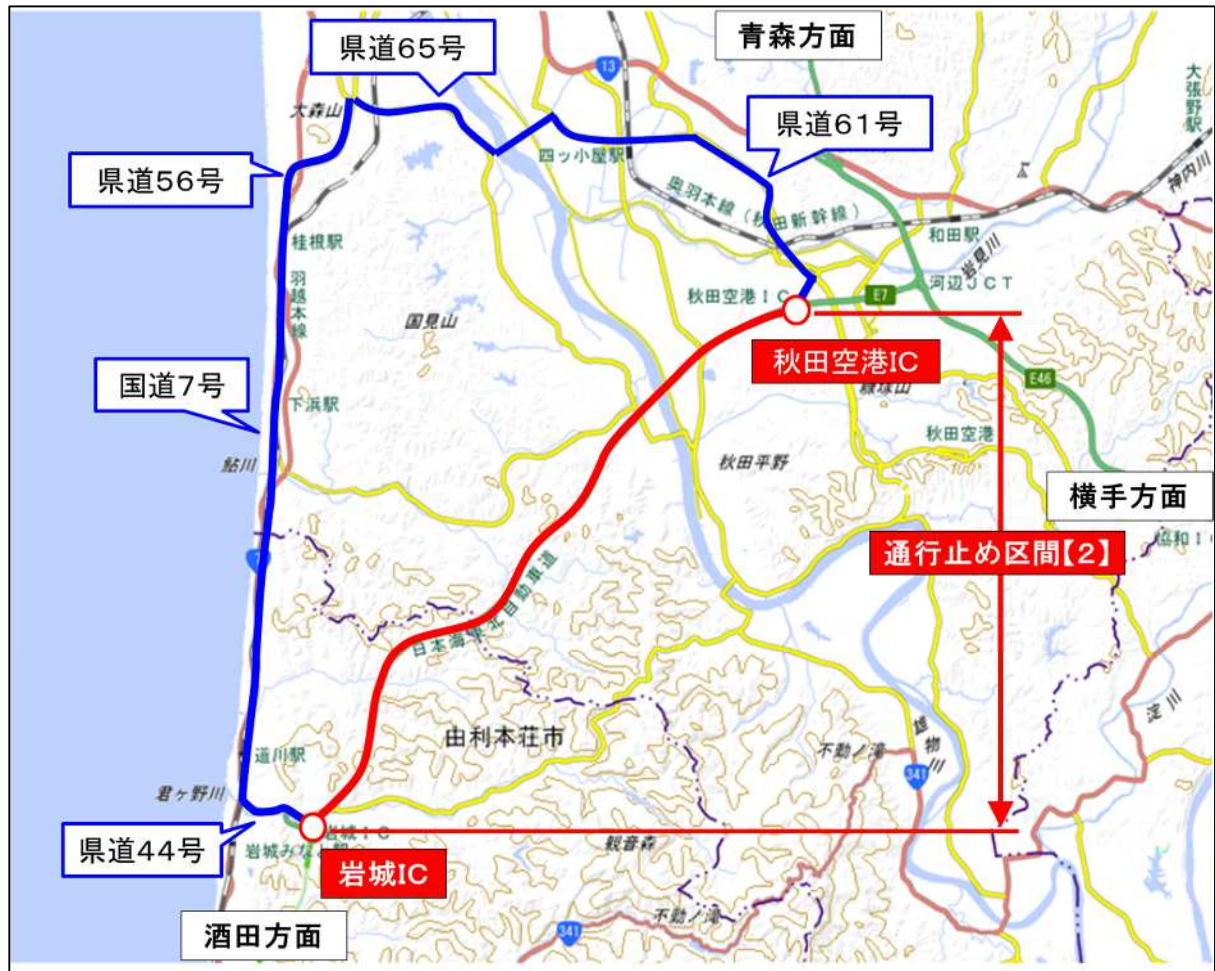 県道65号
青森方面
13
大張野駅
大森山
県道61号
四ッ小屋駅
県道56号
奥羽本線(秋田新幹線)
神内川
桂根駅
和田駅
岩見川
羽越本線
秋田空港IC
E7
河辺JCT
国見山
秋田空港IC
国道7号
E46
下浜駅
秋田空港
鮎川
秋田平野
横手方面
通行止め区間【2】
7
日本海東北自動車道
淀川
由利本荘市
道川駅
不動ノ滝
雄物川
341
君ヶ野川
岩城IC
県道44号
観音森
岩城IC
不動ノ滝
酒田方面
341